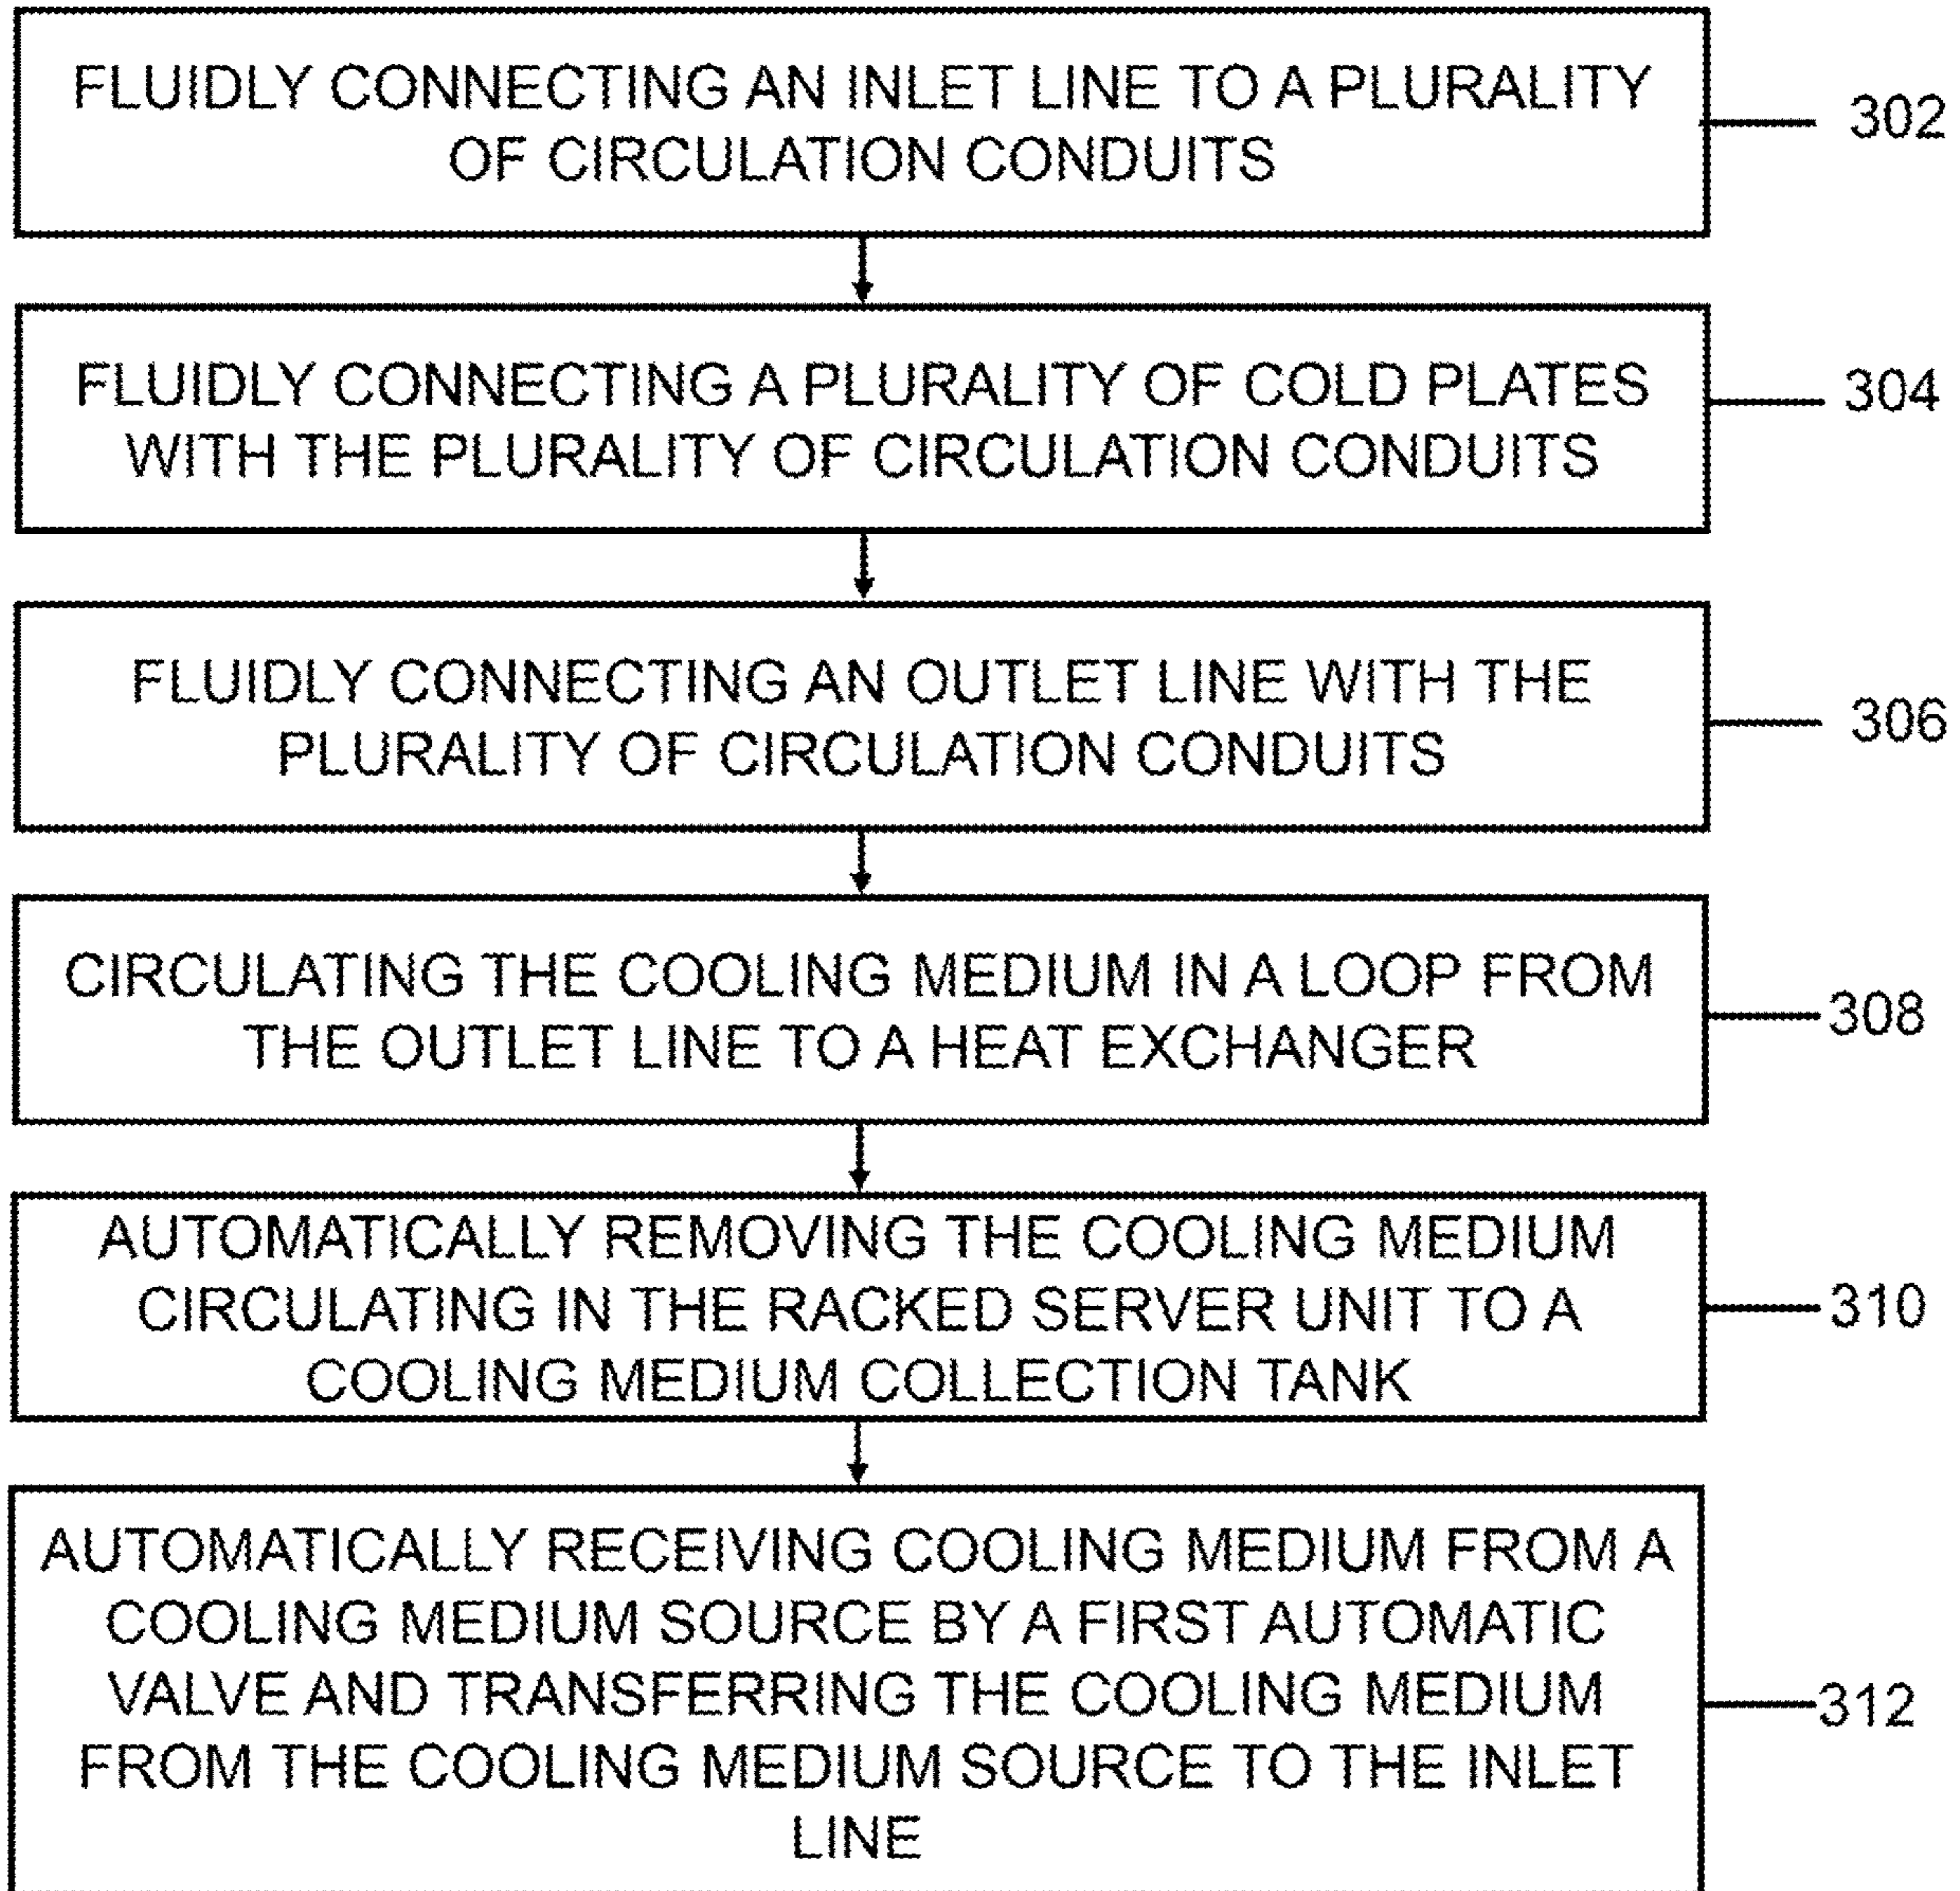 FLUIDLY CONNECTING AN INLET LINE TO A PLURALITY
OF CIRCULATION CONDUITS
302
FLUIDLY CONNECTING A PLURALITY OF COLD PLATES
WITH THE PLURALITY OF CIRCULATION CONDUITS
304
FLUIDLY CONNECTING AN OUTLET LINE WITH THE
PLURALITY OF CIRCULATION CONDUITS
306
CIRCULATING THE COOLING MEDIUM IN A LOOP FROM
THE OUTLET LINE TO A HEAT EXCHANGER
308
AUTOMATICALLY REMOVING THE COOLING MEDIUM
CIRCULATING IN THE RACKED SERVER UNIT TO A
COOLING MEDIUM COLLECTION TANK
310
AUTOMATICALLY RECEIVING COOLING MEDIUM FROM A
COOLING MEDIUM SOURCE BY A FIRST AUTOMATIC
VALVE AND TRANSFERRING THE COOLING MEDIUM
FROM THE COOLING MEDIUM SOURCE TO THE INLET
LINE
312